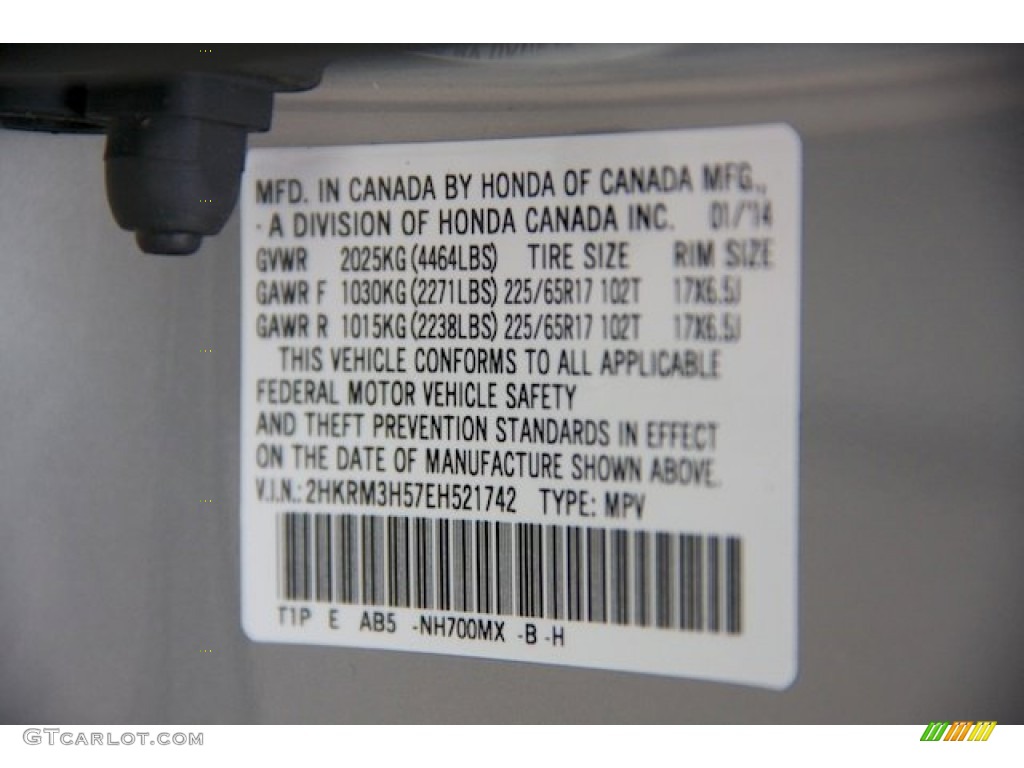 MFD. IN CANADA BY HONDA OF CANADA MFG.,
· A DIVISION OF HONDA CANADA INC. 01/'14
GVWR 2025KG (4464LBS) TIRE SIZE RIM SIZE
GAWR F 1030KG (2271LBS) 225/65R17 102T 17X6.5J
GAWR R 1015KG (2238LBS) 225/65R17 102T 17X6.5J
THIS VEHICLE CONFORMS TO ALL APPLICABLE
FEDERAL MOTOR VEHICLE SAFETY
AND THEFT PREVENTION STANDARDS IN EFFECT
ON THE DATE OF MANUFACTURE SHOWN ABOVE.
V.I.N.: 2HKRM3H57EH521742 TYPE: MPV
T1P E AB5 -NH700MX -B -H
GTCARLOT.COM